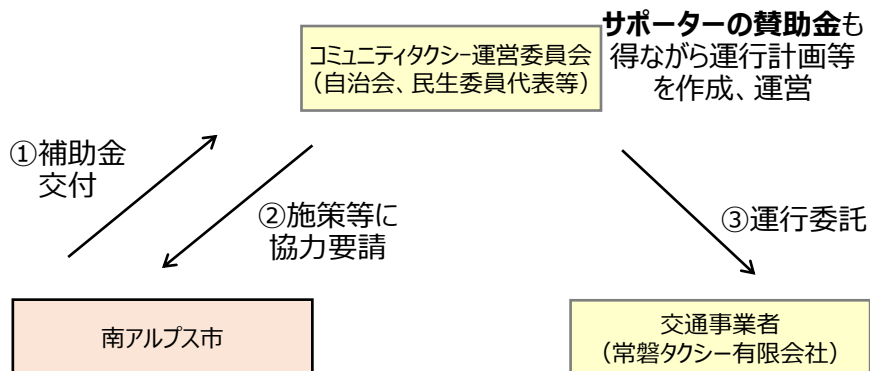 サポーターの賛助金も
得ながら運行計画等
を作成、運営
コミュニティタクシー運営委員会
（自治会、民生委員代表等）
①補助金
交付
②施策等に
協力要請
③運行委託
南アルプス市
交通事業者
（常磐タクシー有限会社）